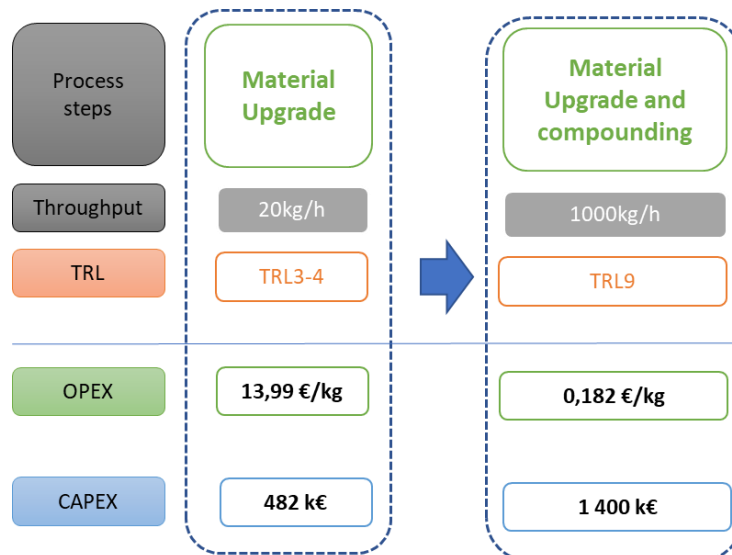 Process
steps
Material
Upgrade
Material
Upgrade and
compounding
Throughput
20kg/h
1000kg/h
TRL
TRL3-4
TRL9
OPEX
13,99 €/kg
0,182 €/kg
CAPEX
482 k€
1 400 k€